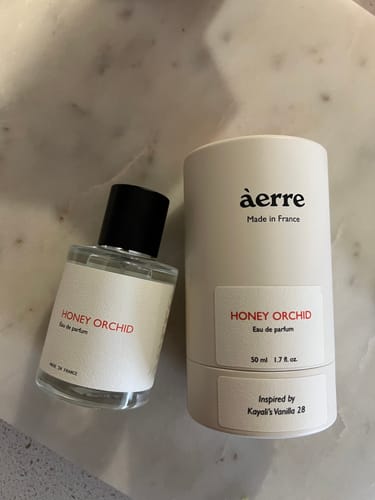 àerre
Made in France
HONEY ORCHID
Eau de parfum
50 ml 1.7 fl. oz.
Inspired by
Kayali's Vanilla 28
HONEY ORCHID
Eau de parfum
MADE IN FRANCE